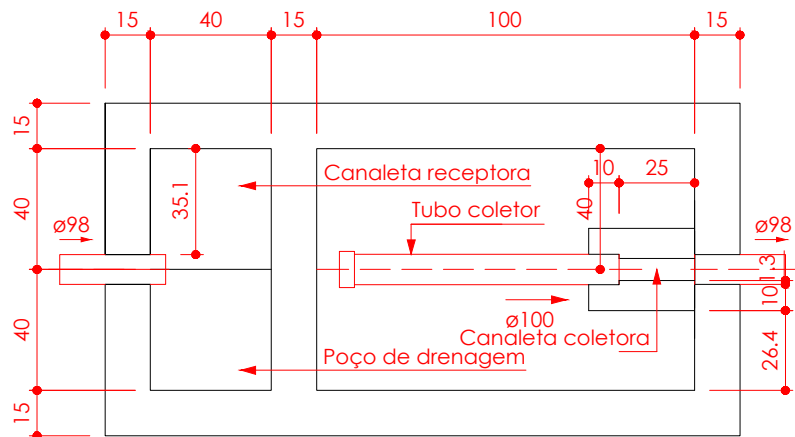 15 40 15 100 15
15
10 25
40 35.1 40
Canaleta receptora
Tubo coletor
ø98 ø98
1.3
10
ø100
Canaleta coletora
Poço de drenagem
40 26.4
15